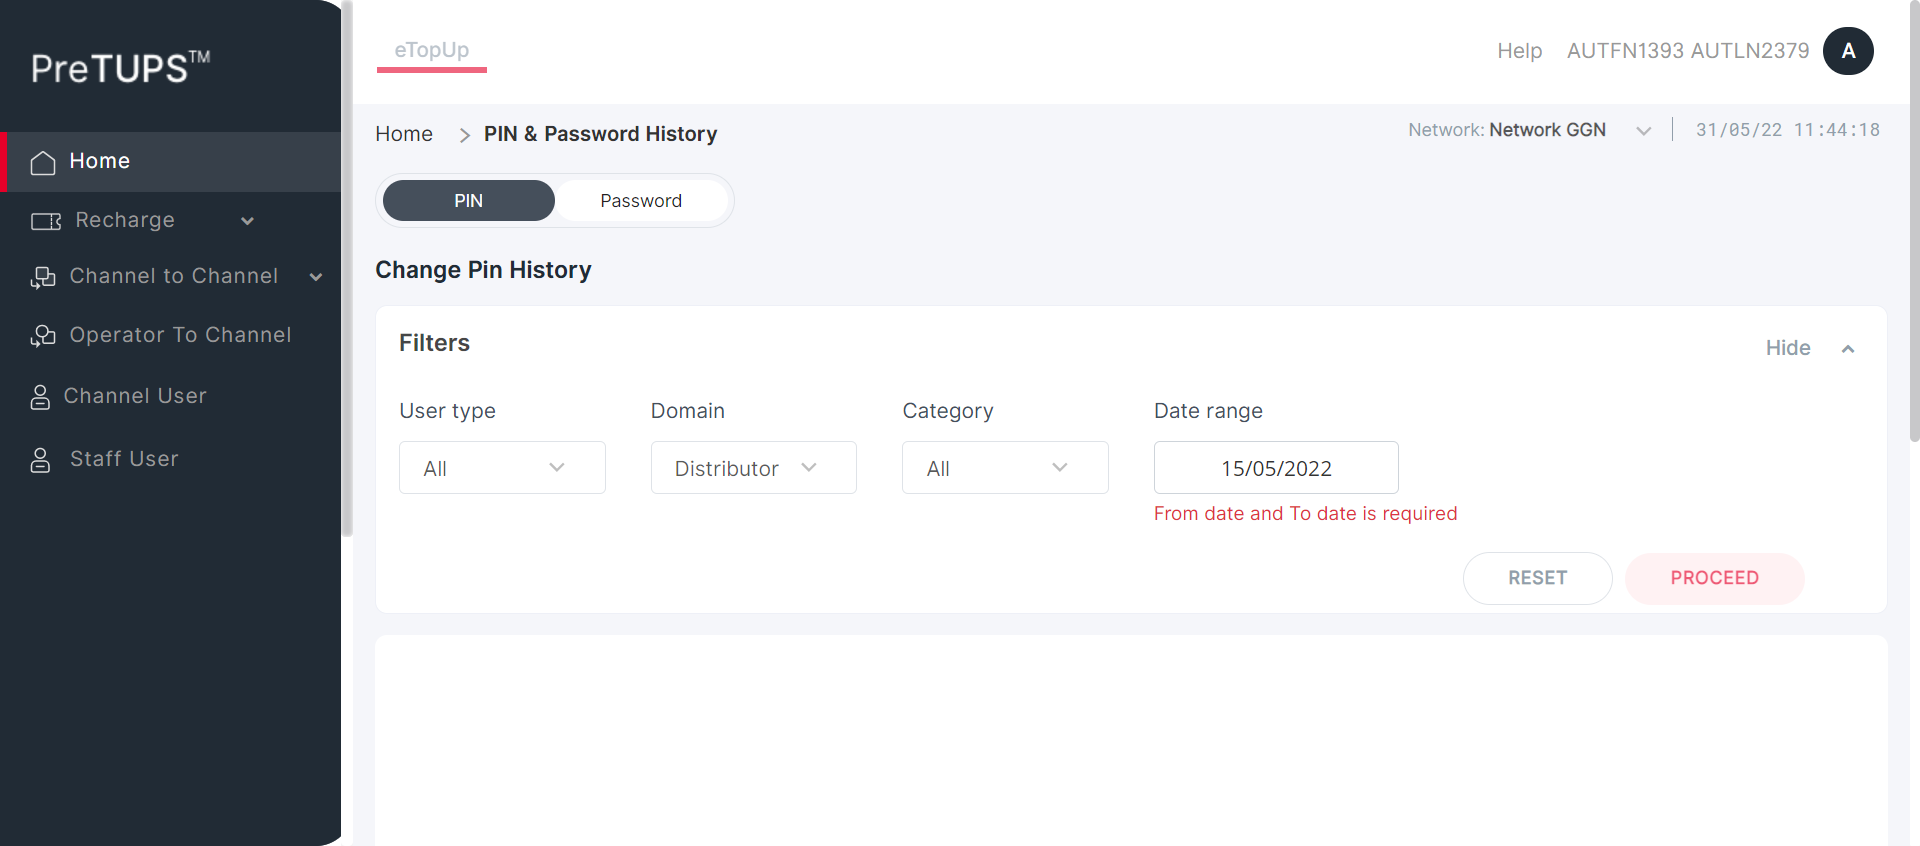 PreTUPS™
Home
Recharge
Channel to Channel
Operator To Channel
Channel User
Staff User
eTopUp
Help AUTFN1393 AUTLN2379 A
Home > PIN & Password History
Network: Network GGN 31/05/22 11:44:18
PIN Password
Change Pin History
Filters
Hide
User type Domain Category Date range
All Distributor All 15/05/2022
From date and To date is required
RESET PROCEED